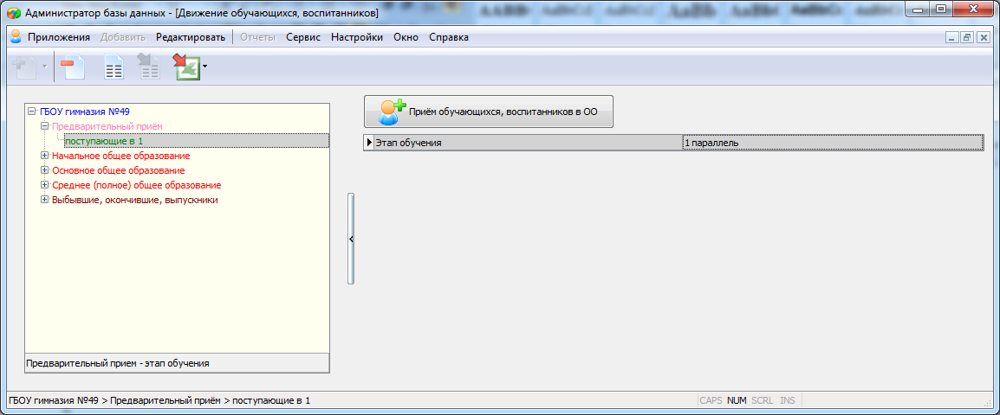 Администратор базы данных - [Движение обучающихся, воспитанников]
Приложения Добавить Редактировать Отчеты Сервис Настройки Окно Справка
ГБОУ гимназия №49
Предварительный приём
поступающие в 1
Начальное общее образование
Основное общее образование
Среднее (полное) общее образование
Выбывшие, окончившие, выпускники
Предварительный прием - этап обучения
Приём обучающихся, воспитанников в ОО
Этап обучения 1 параллель
ГБОУ гимназия №49 > Предварительный приём > поступающие в 1
CAPS NUM SCRL INS